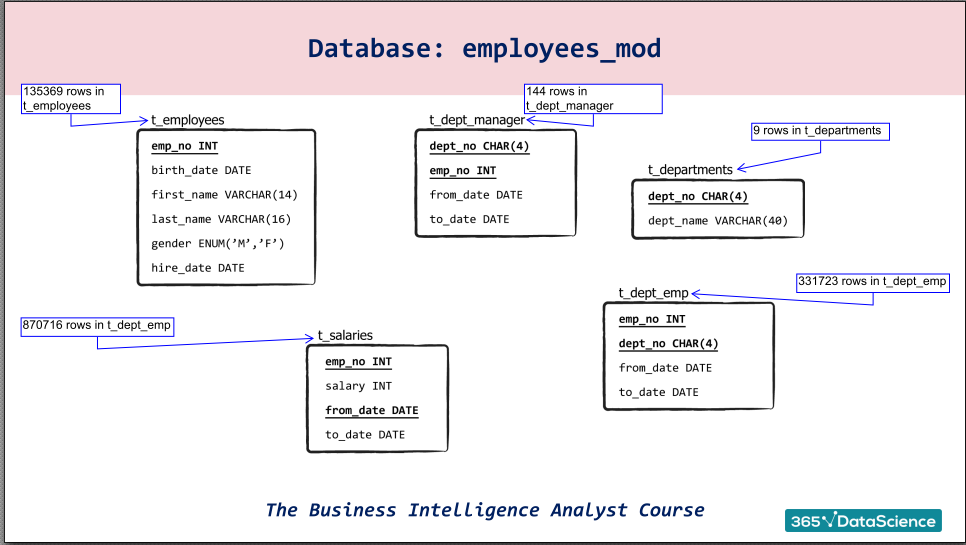 Database: employees_mod
135369 rows in
t_employees
t_employees
emp_no INT
birth_date DATE
first_name VARCHAR(14)
last_name VARCHAR(16)
gender ENUM(’M’,’F’)
hire_date DATE
144 rows in
t_dept_manager
t_dept_manager
dept_no CHAR(4)
emp_no INT
from_date DATE
to_date DATE
9 rows in t_departments
t_departments
dept_no CHAR(4)
dept_name VARCHAR(40)
870716 rows in t_dept_emp
t_salaries
emp_no INT
salary INT
from_date DATE
to_date DATE
331723 rows in t_dept_emp
t_dept_emp
emp_no INT
dept_no CHAR(4)
from_date DATE
to_date DATE
The Business Intelligence Analyst Course
365 DataScience